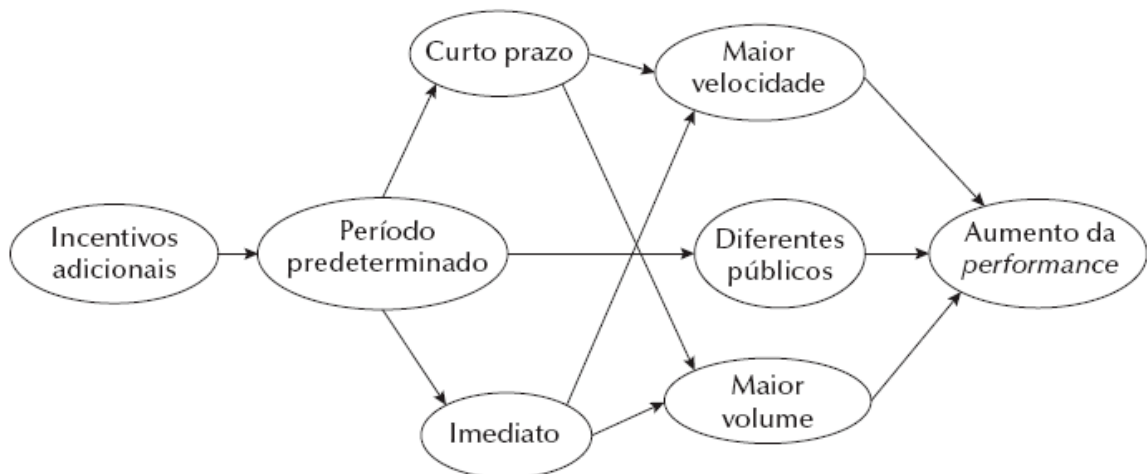 Curto prazo
Maior
velocidade
Incentivos
adicionais
Período
predeterminado
Diferentes
públicos
Aumento da
performance
Imediato
Maior
volume